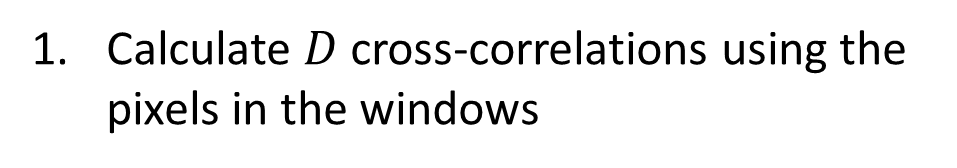 1. Calculate D cross-correlations using the
pixels in the windows